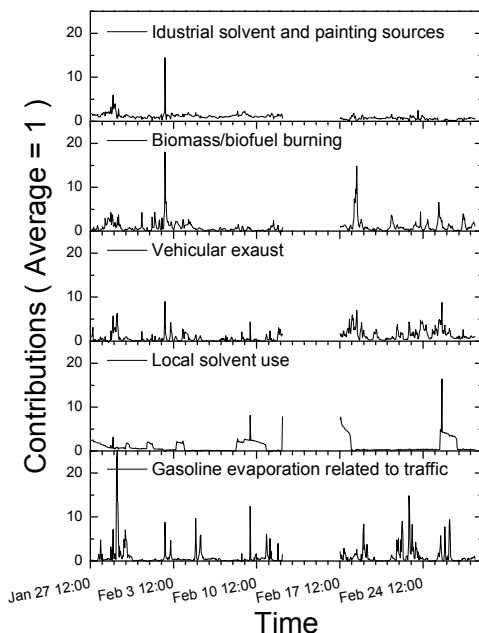 20
Idustrial solvent and painting sources
10
0
20
Biomass/biofuel burning
10
0
20
Vehicular exaust
10
0
20
Local solvent use
10
0
20
Gasoline evaporation related to traffic
10
0
Contributions ( Average = 1 )
Jan 27 12:00
Feb 3 12:00
Feb 10 12:00
Feb 17 12:00
Feb 24 12:00
Time